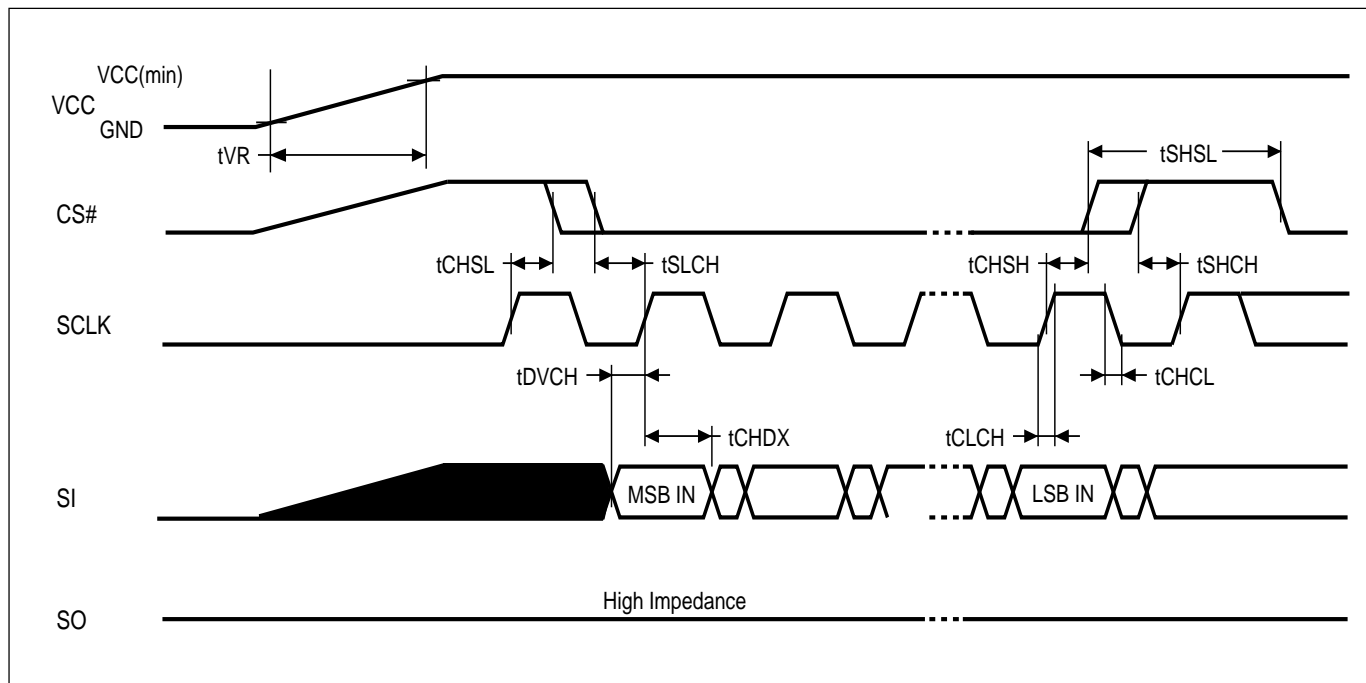 VCC(min)
VCC
GND
tVR
tSHSL
CS#
tCHSL
tSLCH
tCHSH
tSHCH
SCLK
tDVCH
tCHCL
tCHDX
tCLCH
SI
MSB IN
LSB IN
High Impedance
SO